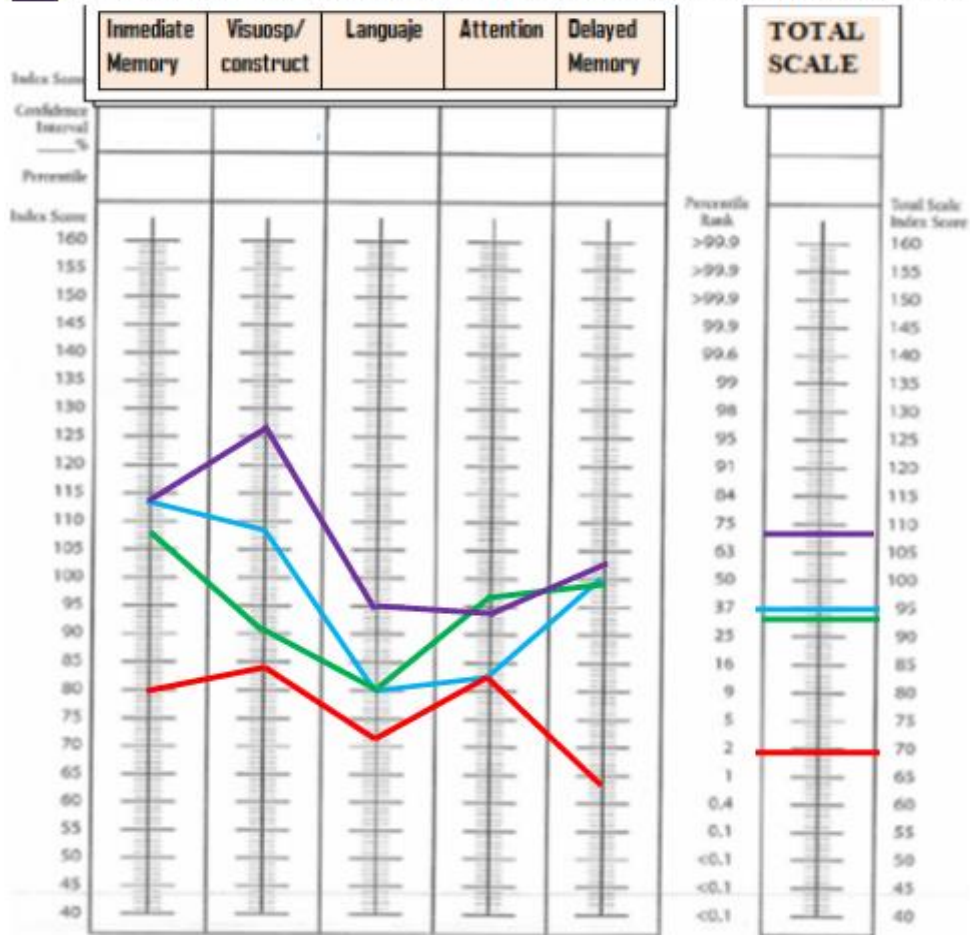 Inmediate Memory
Visuosp/ construct
Languaje
Attention
Delayed Memory
TOTAL SCALE
Index Score
Confidence Interval
____%
Percentile
Index Score
Percentile Rank
Total Scale Index Score
160 >99.9 160
155 >99.9 155
150 >99.9 150
145 99.9 145
140 99.6 140
135 99 135
130 98 130
125 95 125
120 91 120
115 84 115
110 75 110
105 63 105
100 50 100
95 37 95
90 25 90
85 16 85
80 9 80
75 5 75
70 2 70
65 1 65
60 0.4 60
55 0.1 55
50 <0.1 50
45 <0.1 45
40 <0.1 40